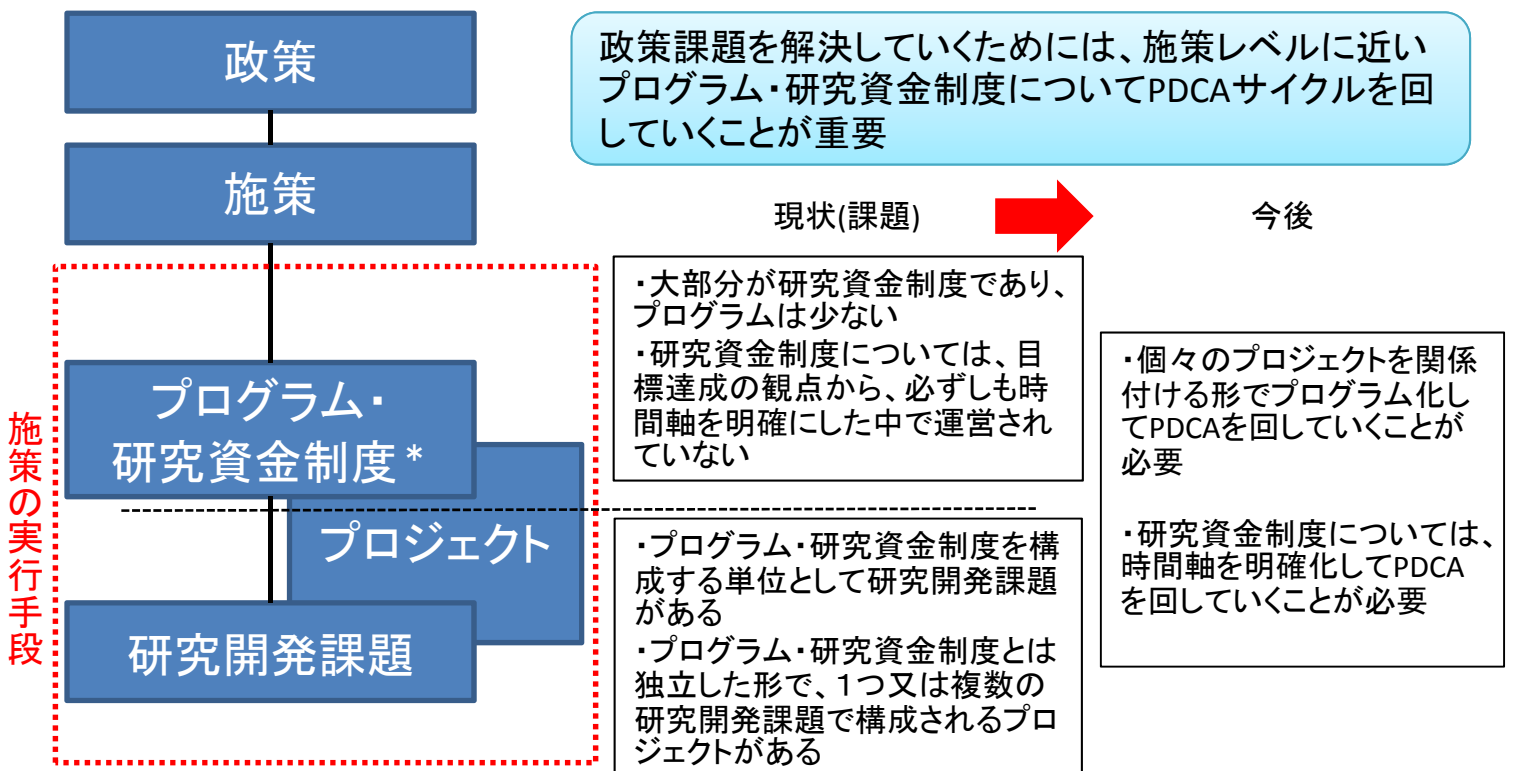 政策
施策
プログラム・
研究資金制度*
プロジェクト
研究開発課題
施策の実行手段
政策課題を解決していくためには、施策レベルに近い
プログラム・研究資金制度についてPDCAサイクルを回
していくことが重要
現状(課題)
今後
・大部分が研究資金制度であり、
プログラムは少ない
・研究資金制度については、目
標達成の観点から、必ずしも時
間軸を明確にした中で運営され
ていない
・プログラム・研究資金制度を構
成する単位として研究開発課題
がある
・プログラム・研究資金制度とは
独立した形で、1つ又は複数の
研究開発課題で構成されるプロ
ジェクトがある
・個々のプロジェクトを関係
付ける形でプログラム化し
てPDCAを回していくことが
必要
・研究資金制度については、
時間軸を明確化してPDCA
を回していくことが必要